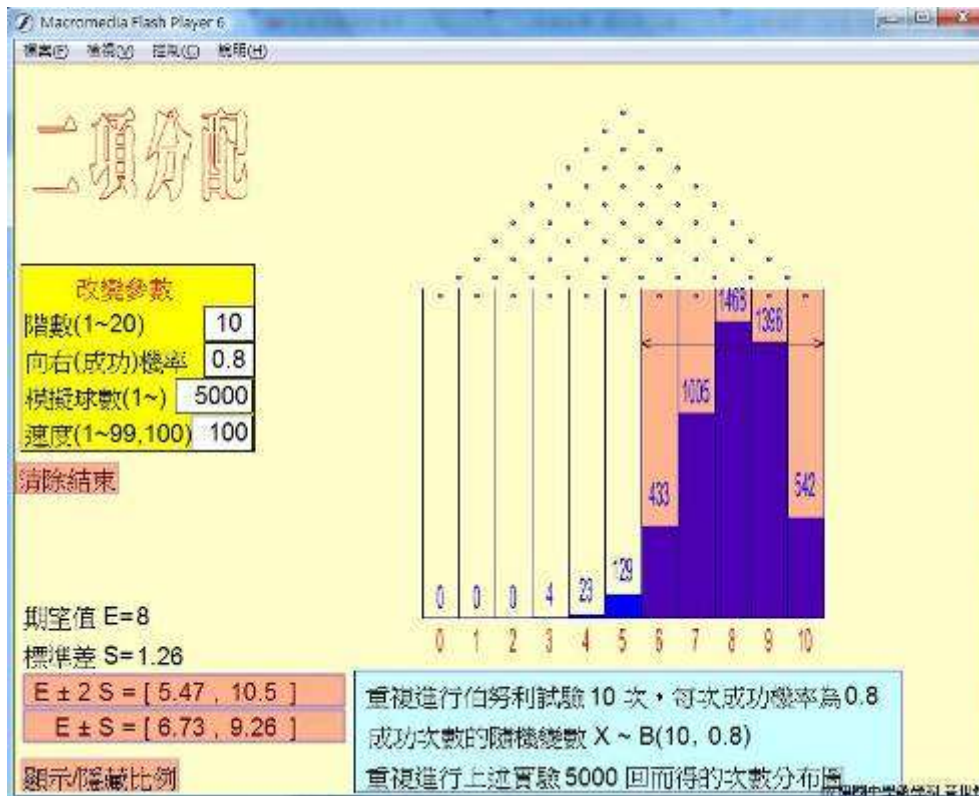 Macromedia Flash Player 6
檔案(F) 檢視(V) 控制(C) 說明(H)
二項分配
改變參數
階數(1~20) 10
向右(成功)機率 0.8
模擬球數(1~) 5000
速度(1~99,100) 100
清除結束
1468
1396
1005
433
542
129
0 0 0 4 23
0 1 2 3 4 5 6 7 8 9 10
期望值 E=8
標準差 S=1.26
E ± 2 S = [ 5.47 , 10.5 ]
E ± S = [ 6.73 , 9.26 ]
顯示/隱藏比例
重複進行伯努利試驗 10 次，每次成功機率為 0.8
成功次數的隨機變數 X ~ B(10, 0.8)
重複進行上述實驗 5000 回而得的次數分布圖